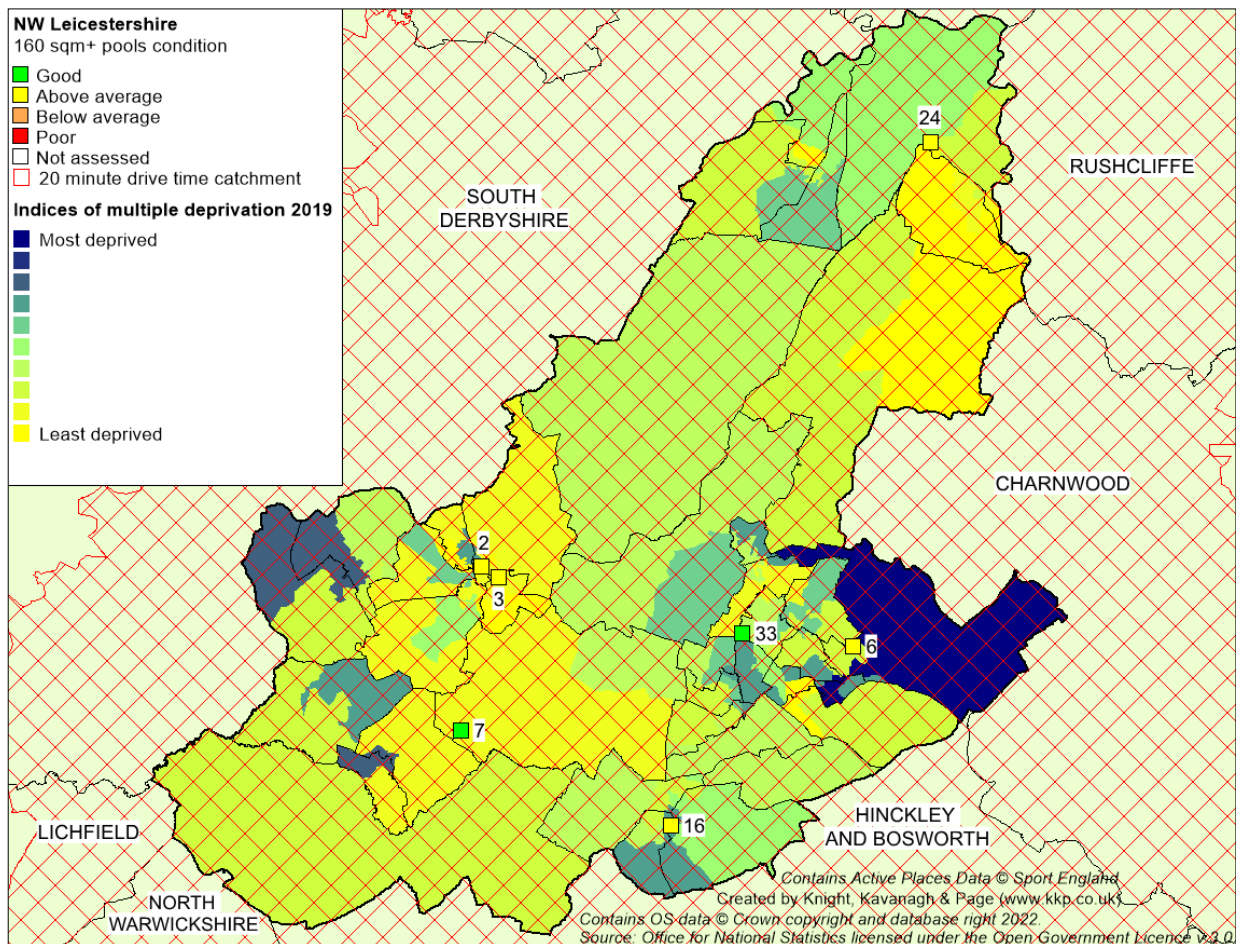 NW Leicestershire
160 sqm+ pools condition
Good
Above average
Below average
Poor
Not assessed
20 minute drive time catchment
Indices of multiple deprivation 2019
Most deprived
Least deprived
24
RUSHCLIFFE
SOUTH
DERBYSHIRE
CHARNWOOD
2
3
33
6
7
16
LICHFIELD
HINCKLEY
AND BOSWORTH
NORTH
WARWICKSHIRE
Contains Active Places Data © Sport England
Created by Knight, Kavanagh & Page (www.kkp.co.uk)
Contains OS data © Crown copyright and database right 2022.
Source: Office for National Statistics licensed under the Open Government Licence v.3.0